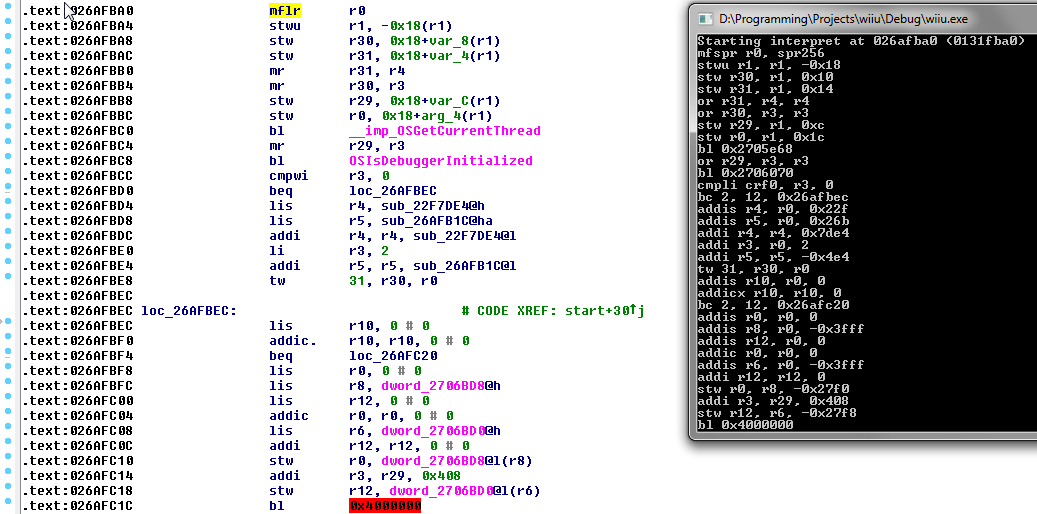 .text:026AFBA0 mflr r0
.text:026AFBA4 stwu r1, -0x18(r1)
.text:026AFBA8 stw r30, 0x18+var_8(r1)
.text:026AFBAC stw r31, 0x18+var_4(r1)
.text:026AFBB0 mr r31, r4
.text:026AFBB4 mr r30, r3
.text:026AFBB8 stw r29, 0x18+var_C(r1)
.text:026AFBBC stw r0, 0x18+arg_4(r1)
.text:026AFBC0 bl __imp_OSGetCurrentThread
.text:026AFBC4 mr r29, r3
.text:026AFBC8 bl OSIsDebuggerInitialized
.text:026AFBCC cmpwi r3, 0
.text:026AFBD0 beq loc_26AFBEC
.text:026AFBD4 lis r4, sub_22F7DE4@h
.text:026AFBD8 lis r5, sub_26AFB1C@ha
.text:026AFBDC addi r4, r4, sub_22F7DE4@l
.text:026AFBE0 li r3, 2
.text:026AFBE4 addi r5, r5, sub_26AFB1C@l
.text:026AFBE8 tw 31, r30, r0
.text:026AFBEC
.text:026AFBEC loc_26AFBEC: # CODE XREF: start+30↑j
.text:026AFBEC lis r10, 0 # 0
.text:026AFBF0 addic. r10, r10, 0 # 0
.text:026AFBF4 beq loc_26AFC20
.text:026AFBF8 lis r0, 0 # 0
.text:026AFBFC lis r8, dword_2706BD8@h
.text:026AFC00 lis r12, 0 # 0
.text:026AFC04 addic r0, r0, 0 # 0
.text:026AFC08 lis r6, dword_2706BD0@h
.text:026AFC0C addi r12, r12, 0 # 0
.text:026AFC10 stw r0, dword_2706BD8@l(r8)
.text:026AFC14 addi r3, r29, 0x408
.text:026AFC18 stw r12, dword_2706BD0@l(r6)
.text:026AFC1C bl 0x4000000
D:\Programming\Projects\wiiu\Debug\wiiu.exe
Starting interpret at 026afba0 (0131fba0)
mfspr r0, spr256
stwu r1, r1, -0x18
stw r30, r1, 0x10
stw r31, r1, 0x14
or r31, r4, r4
or r30, r3, r3
stw r29, r1, 0xc
stw r0, r1, 0x1c
bl 0x2705e68
or r29, r3, r3
bl 0x2706070
cmpli crf0, r3, 0
bc 2, 12, 0x26afbec
addis r4, r0, 0x22f
addis r5, r0, 0x26b
addi r4, r4, 0x7de4
addi r3, r0, 2
addi r5, r5, -0x4e4
tw 31, r30, r0
addis r10, r0, 0
addicx r10, r10, 0
bc 2, 12, 0x26afc20
addis r0, r0, 0
addis r8, r0, -0x3fff
addis r12, r0, 0
addic r0, r0, 0
addis r6, r0, -0x3fff
addi r12, r12, 0
stw r0, r8, -0x27f0
addi r3, r29, 0x408
stw r12, r6, -0x27f8
bl 0x4000000